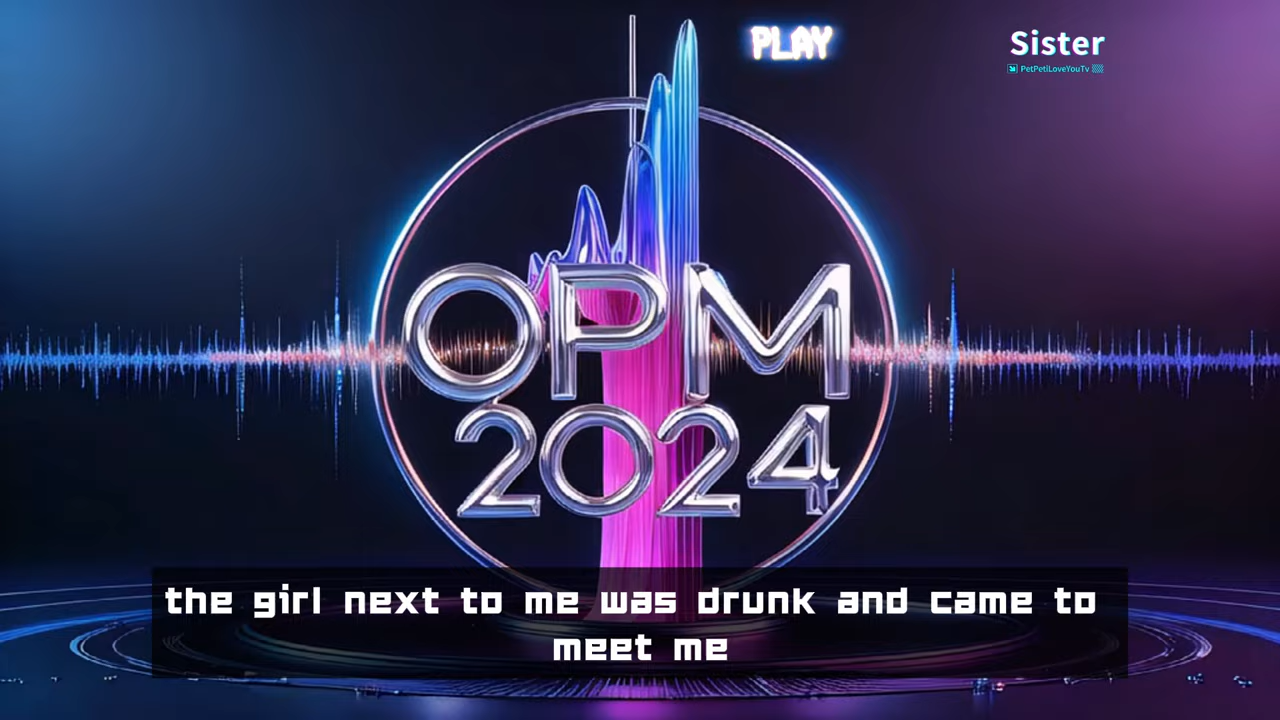 PLAY
Sister
PetPetiLoveYouTv
OPM
2024
the girl next to me was drunk and came to
meet me